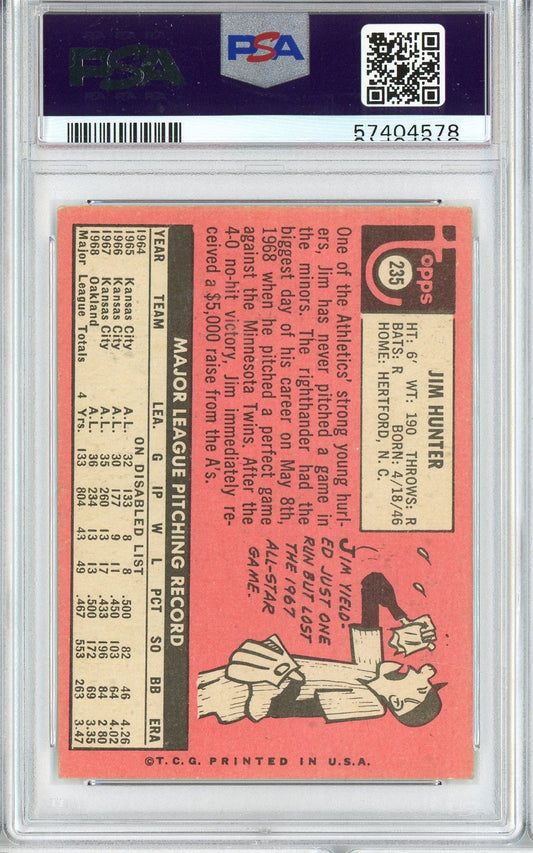 PSA
PSA
57404578
Topps
235
JIM HUNTER
HT: 6' WT: 190 THROWS: R
BATS: R BORN: 4/18/46
HOME: HERTFORD, N.C.
One of the Athletics' strong young hurl-
ers, Jim has never pitched a game in
the minors. The righthander had the
biggest day of his career on May 8th,
1968 when he pitched a perfect game
against the Minnesota Twins. After the
4-0 no-hit victory, Jim immediately re-
ceived a $5,000 raise from the A's.
JIM YIELD-
ED JUST ONE
RUN BUT LOST
THE 1967
ALL-STAR
GAME.
MAJOR LEAGUE PITCHING RECORD
YEAR TEAM LEA. G IP W L PCT SO BB ERA
1964 ON DISABLED LIST
1965 Kansas City A.L. 32 133 8 8 .500 82 46 4.26
1966 Kansas City A.L. 30 177 9 11 .450 103 64 4.02
1967 Kansas City A.L. 35 260 13 17 .433 196 84 2.80
1968 Oakland A.L. 36 234 13 13 .500 172 69 3.35
Major League Totals 4 Yrs. 133 804 43 49 .467 553 263 3.47
©T.C.G. PRINTED IN U.S.A.